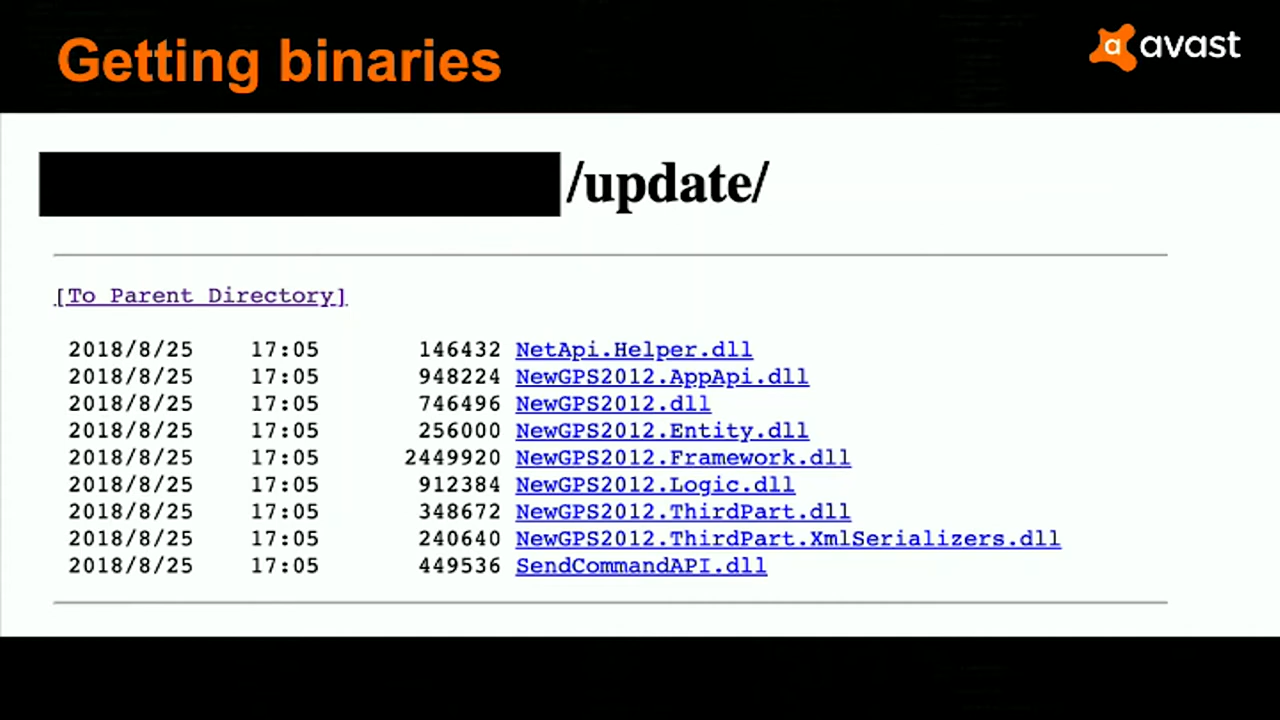 Getting binaries
avast
/update/
[To Parent Directory]
2018/8/25 17:05 146432 NetApi.Helper.dll
2018/8/25 17:05 948224 NewGPS2012.AppApi.dll
2018/8/25 17:05 746496 NewGPS2012.dll
2018/8/25 17:05 256000 NewGPS2012.Entity.dll
2018/8/25 17:05 2449920 NewGPS2012.Framework.dll
2018/8/25 17:05 912384 NewGPS2012.Logic.dll
2018/8/25 17:05 348672 NewGPS2012.ThirdPart.dll
2018/8/25 17:05 240640 NewGPS2012.ThirdPart.XmlSerializers.dll
2018/8/25 17:05 449536 SendCommandAPI.dll